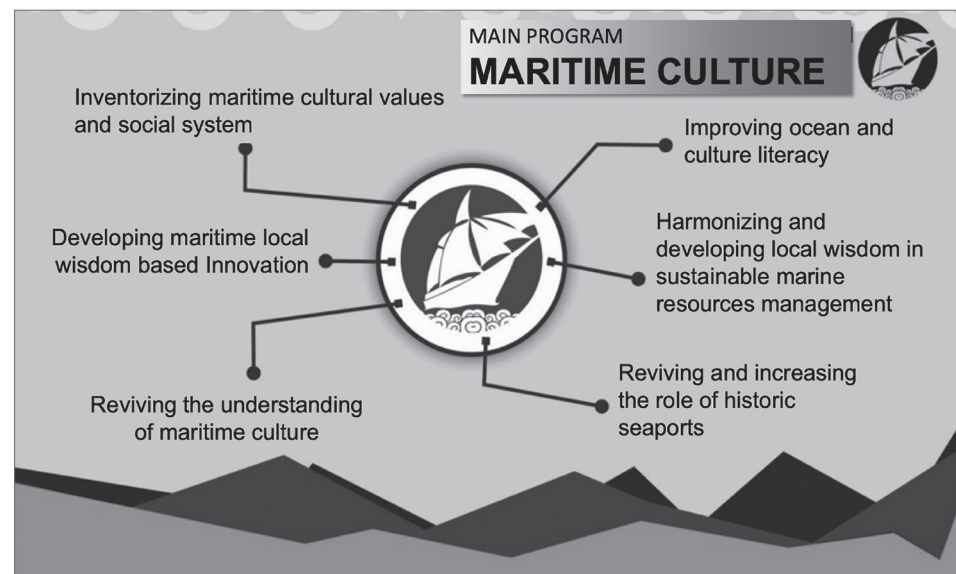 MAIN PROGRAM
MARITIME CULTURE
Inventorizing maritime cultural values
and social system
Improving ocean and
culture literacy
Developing maritime local
wisdom based Innovation
Harmonizing and
developing local wisdom in
sustainable marine
resources management
Reviving the understanding
of maritime culture
Reviving and increasing
the role of historic
seaports